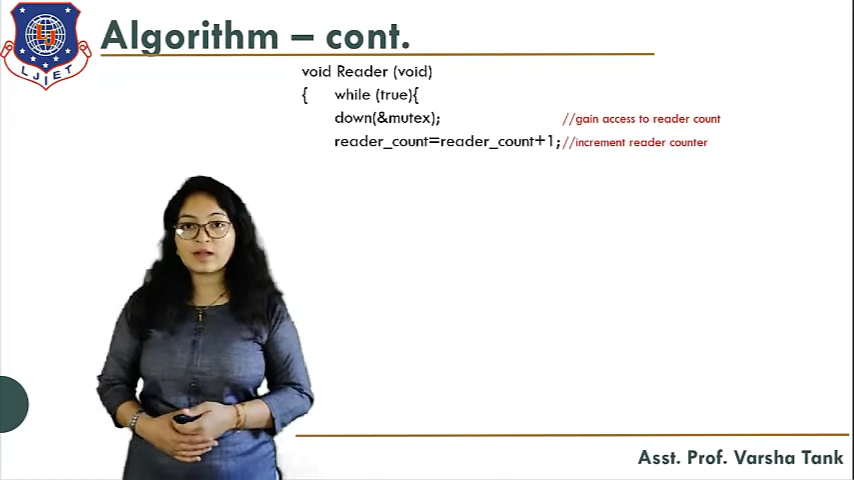 LJIET
Algorithm – cont.
void Reader (void)
{ while (true){
down(&mutex); //gain access to reader count
reader_count=reader_count+1; //increment reader counter
Asst. Prof. Varsha Tank